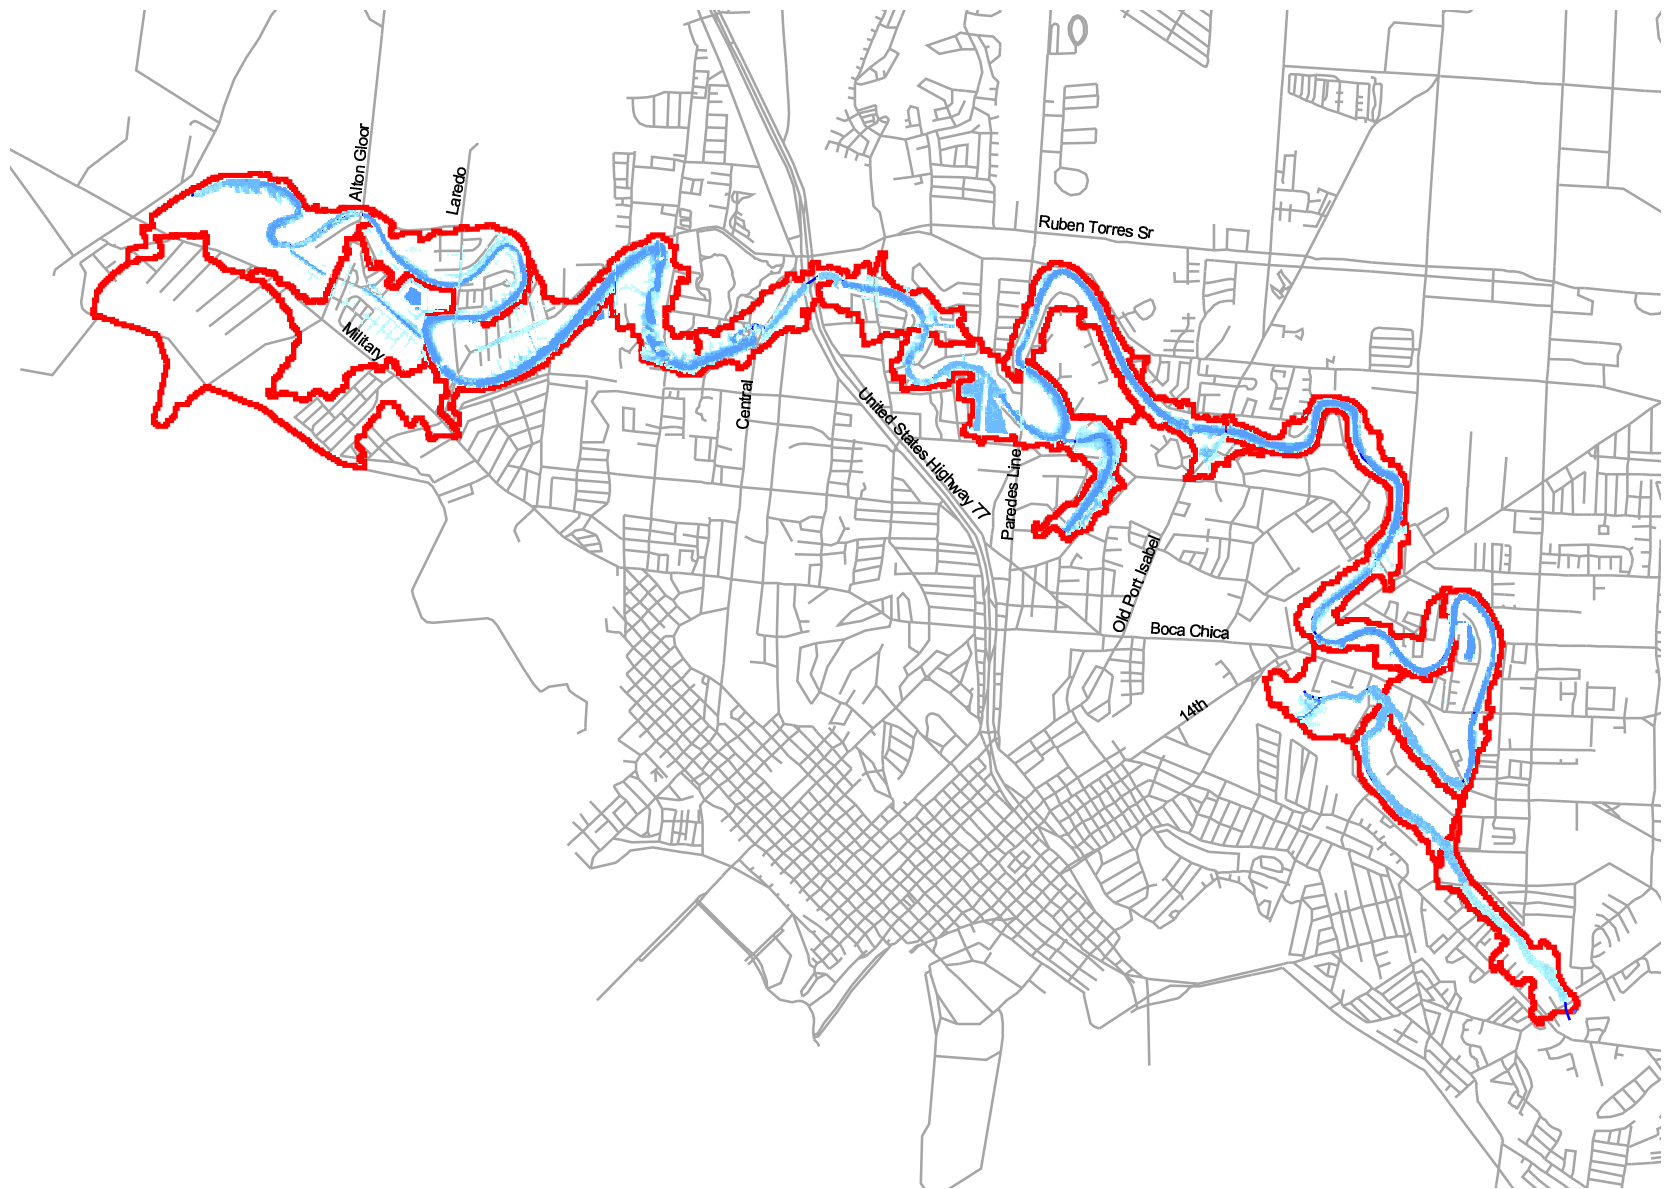 Alton Gloor
Laredo
Ruben Torres Sr
Military
Central
United States Highway 77
Paredes Line
Old Port Isabel
Boca Chica
14th